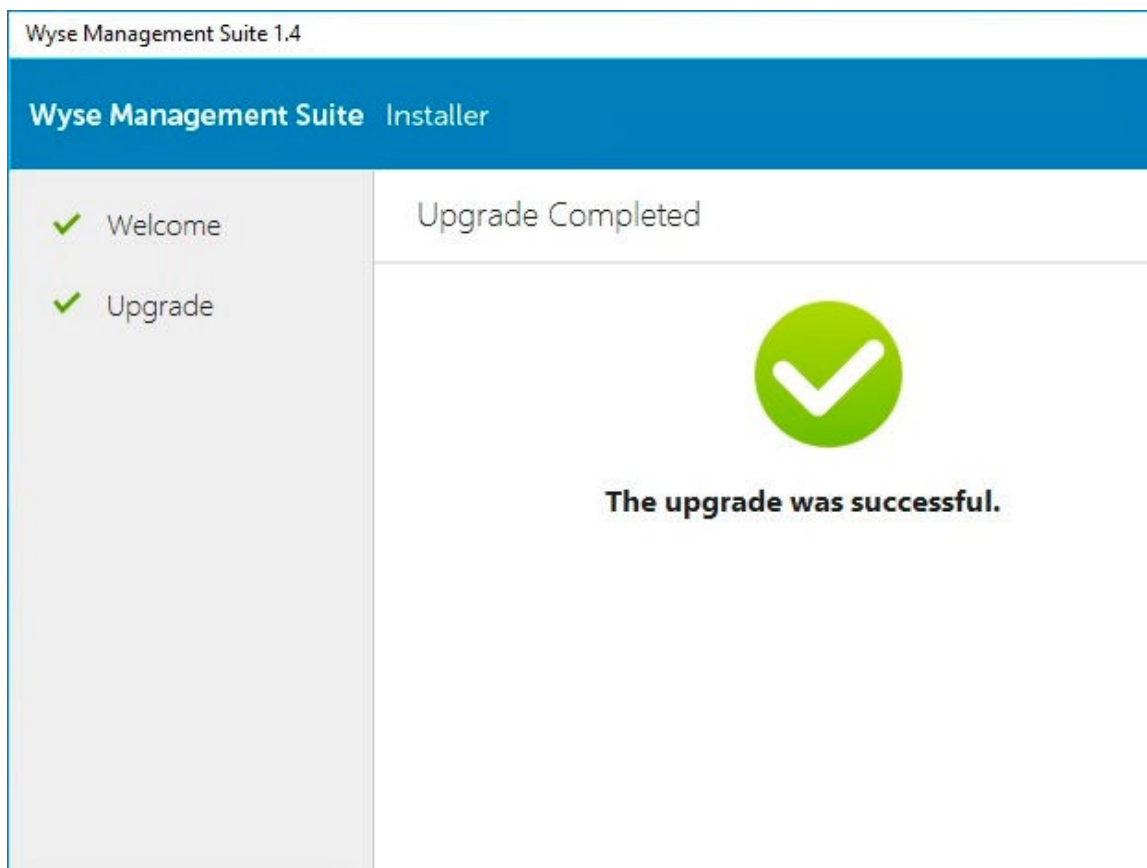 Wyse Management Suite 1.4
Wyse Management Suite Installer
Welcome
Upgrade
Upgrade Completed
The upgrade was successful.